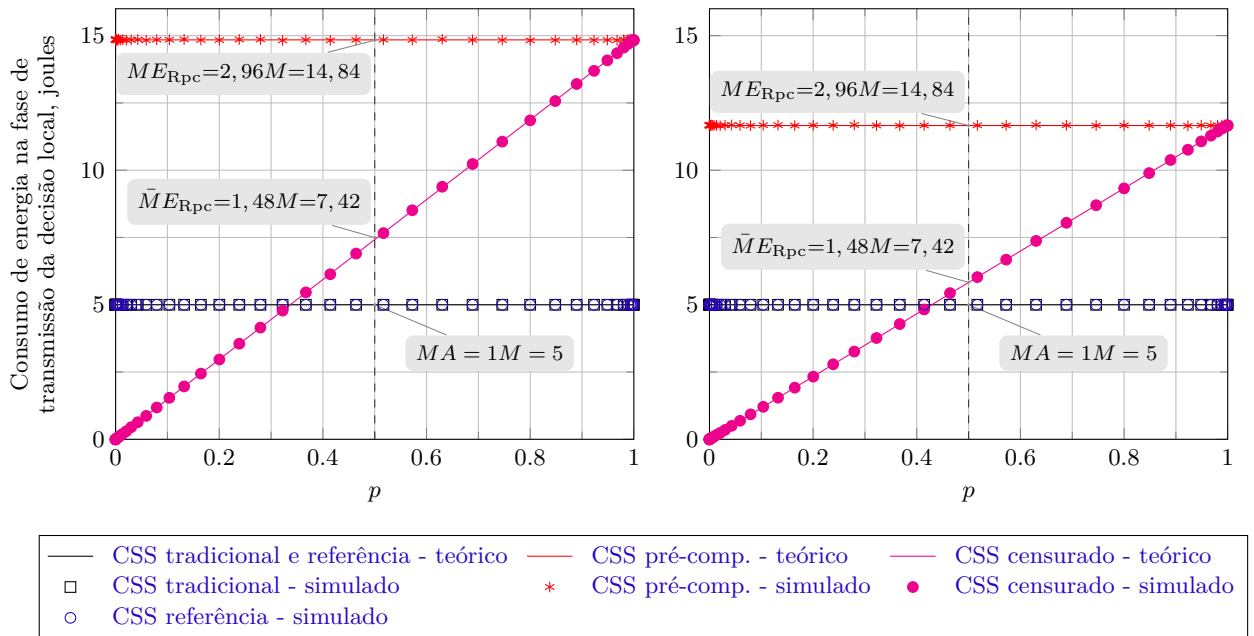 Consumo de energia na fase de
transmissão da decisão local, joules
15
10
5
0
0
0.2
0.4
0.6
0.8
1
p
ME_Rpc=2,96M=14,84
M̄E_Rpc=1,48M=7,42
MA = 1M = 5
15
10
5
0
0
0.2
0.4
0.6
0.8
1
p
ME_Rpc=2,96M=14,84
M̄E_Rpc=1,48M=7,42
MA = 1M = 5
CSS tradicional e referência - teórico
CSS pré-comp. - teórico
CSS censurado - teórico
CSS tradicional - simulado
CSS pré-comp. - simulado
CSS censurado - simulado
CSS referência - simulado